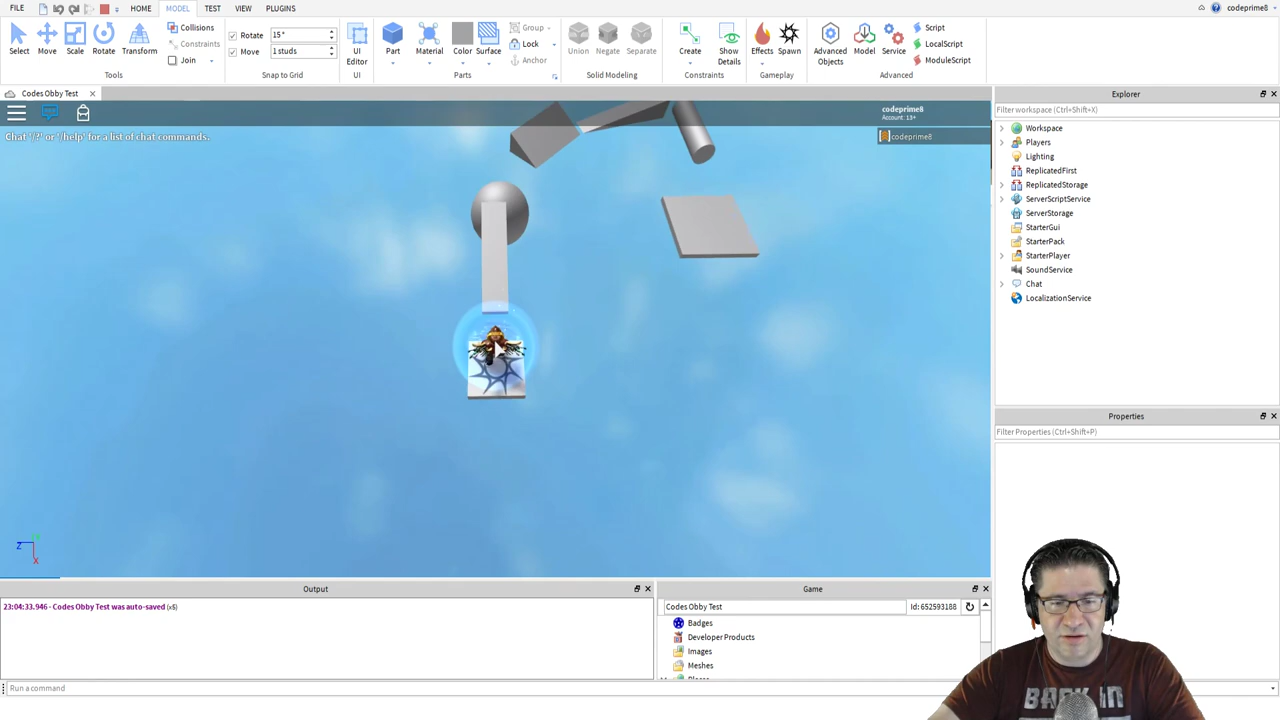 FILE HOME MODEL TEST VIEW PLUGINS codeprime8
Select Move Scale Rotate Transform
Collisions
Constraints
Join
Tools
Rotate 15°
Move 1 studs
Snap to Grid
UI Editor
UI
Part Material Color Surface
Group
Lock
Anchor
Parts
Union Negate Separate
Solid Modeling
Create Show Details
Constraints
Effects Spawn
Gameplay
Advanced Objects Model Service
Script
LocalScript
ModuleScript
Advanced
Codes Obby Test
Chat '/?' or '/help' for a list of chat commands.
codeprime8
Account: 13+
codeprime8
Explorer
Filter workspace (Ctrl+Shift+X)
Workspace
Players
Lighting
ReplicatedFirst
ReplicatedStorage
ServerScriptService
ServerStorage
StarterGui
StarterPack
StarterPlayer
SoundService
Chat
LocalizationService
Properties
Filter Properties (Ctrl+Shift+P)
Z
X
Output
23:04:33.946 - Codes Obby Test was auto-saved (x5)
Game
Codes Obby Test Id: 652593188
Badges
Developer Products
Images
Meshes
Run a command
BACK IN